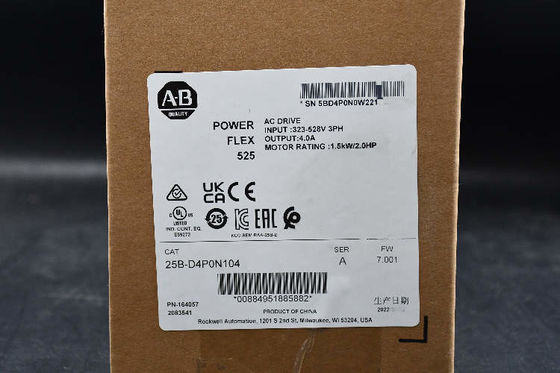 A-B
QUALITY
POWER
FLEX
525
* SN 5BD4P0N0W221
AC DRIVE
INPUT :323-528V 3PH
OUTPUT:4.0A
MOTOR RATING :1.5kW/2.0HP
UK
CA
CE
c UL us
LISTED
IND. CONT. EQ.
E59272
25
EAC
CAT
25B-D4P0N104
SER
A
FW
7.001
*00884951885882*
生产日期
2022
PN-164057
2083541
PRODUCT OF CHINA
Rockwell Automation, 1201 S 2nd St, Milwaukee, WI 53204, USA